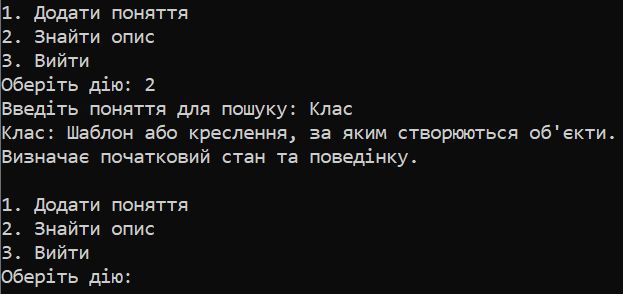 1. Додати поняття
2. Знайти опис
3. Вийти
Оберіть дію: 2
Введіть поняття для пошуку: Клас
Клас: Шаблон або креслення, за яким створюються об'єкти.
Визначає початковий стан та поведінку.

1. Додати поняття
2. Знайти опис
3. Вийти
Оберіть дію: